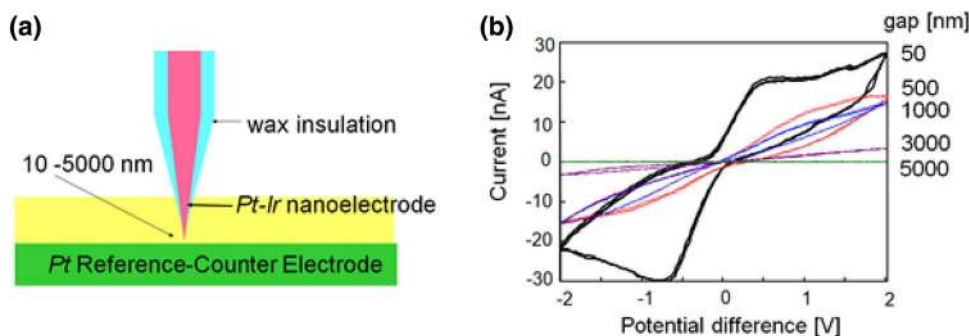 (a)
wax insulation
10 -5000 nm
Pt-Ir nanoelectrode
Pt Reference-Counter Electrode
(b)
gap [nm]
30
20
10
0
-10
-20
-30
Current [nA]
50
500
1000
3000
5000
-2
-1
0
1
2
Potential difference [V]